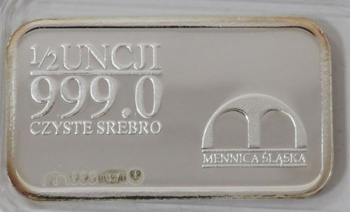 ½ UNCJI
999.0
CZYSTE SREBRO
MENNICA ŚLĄSKA